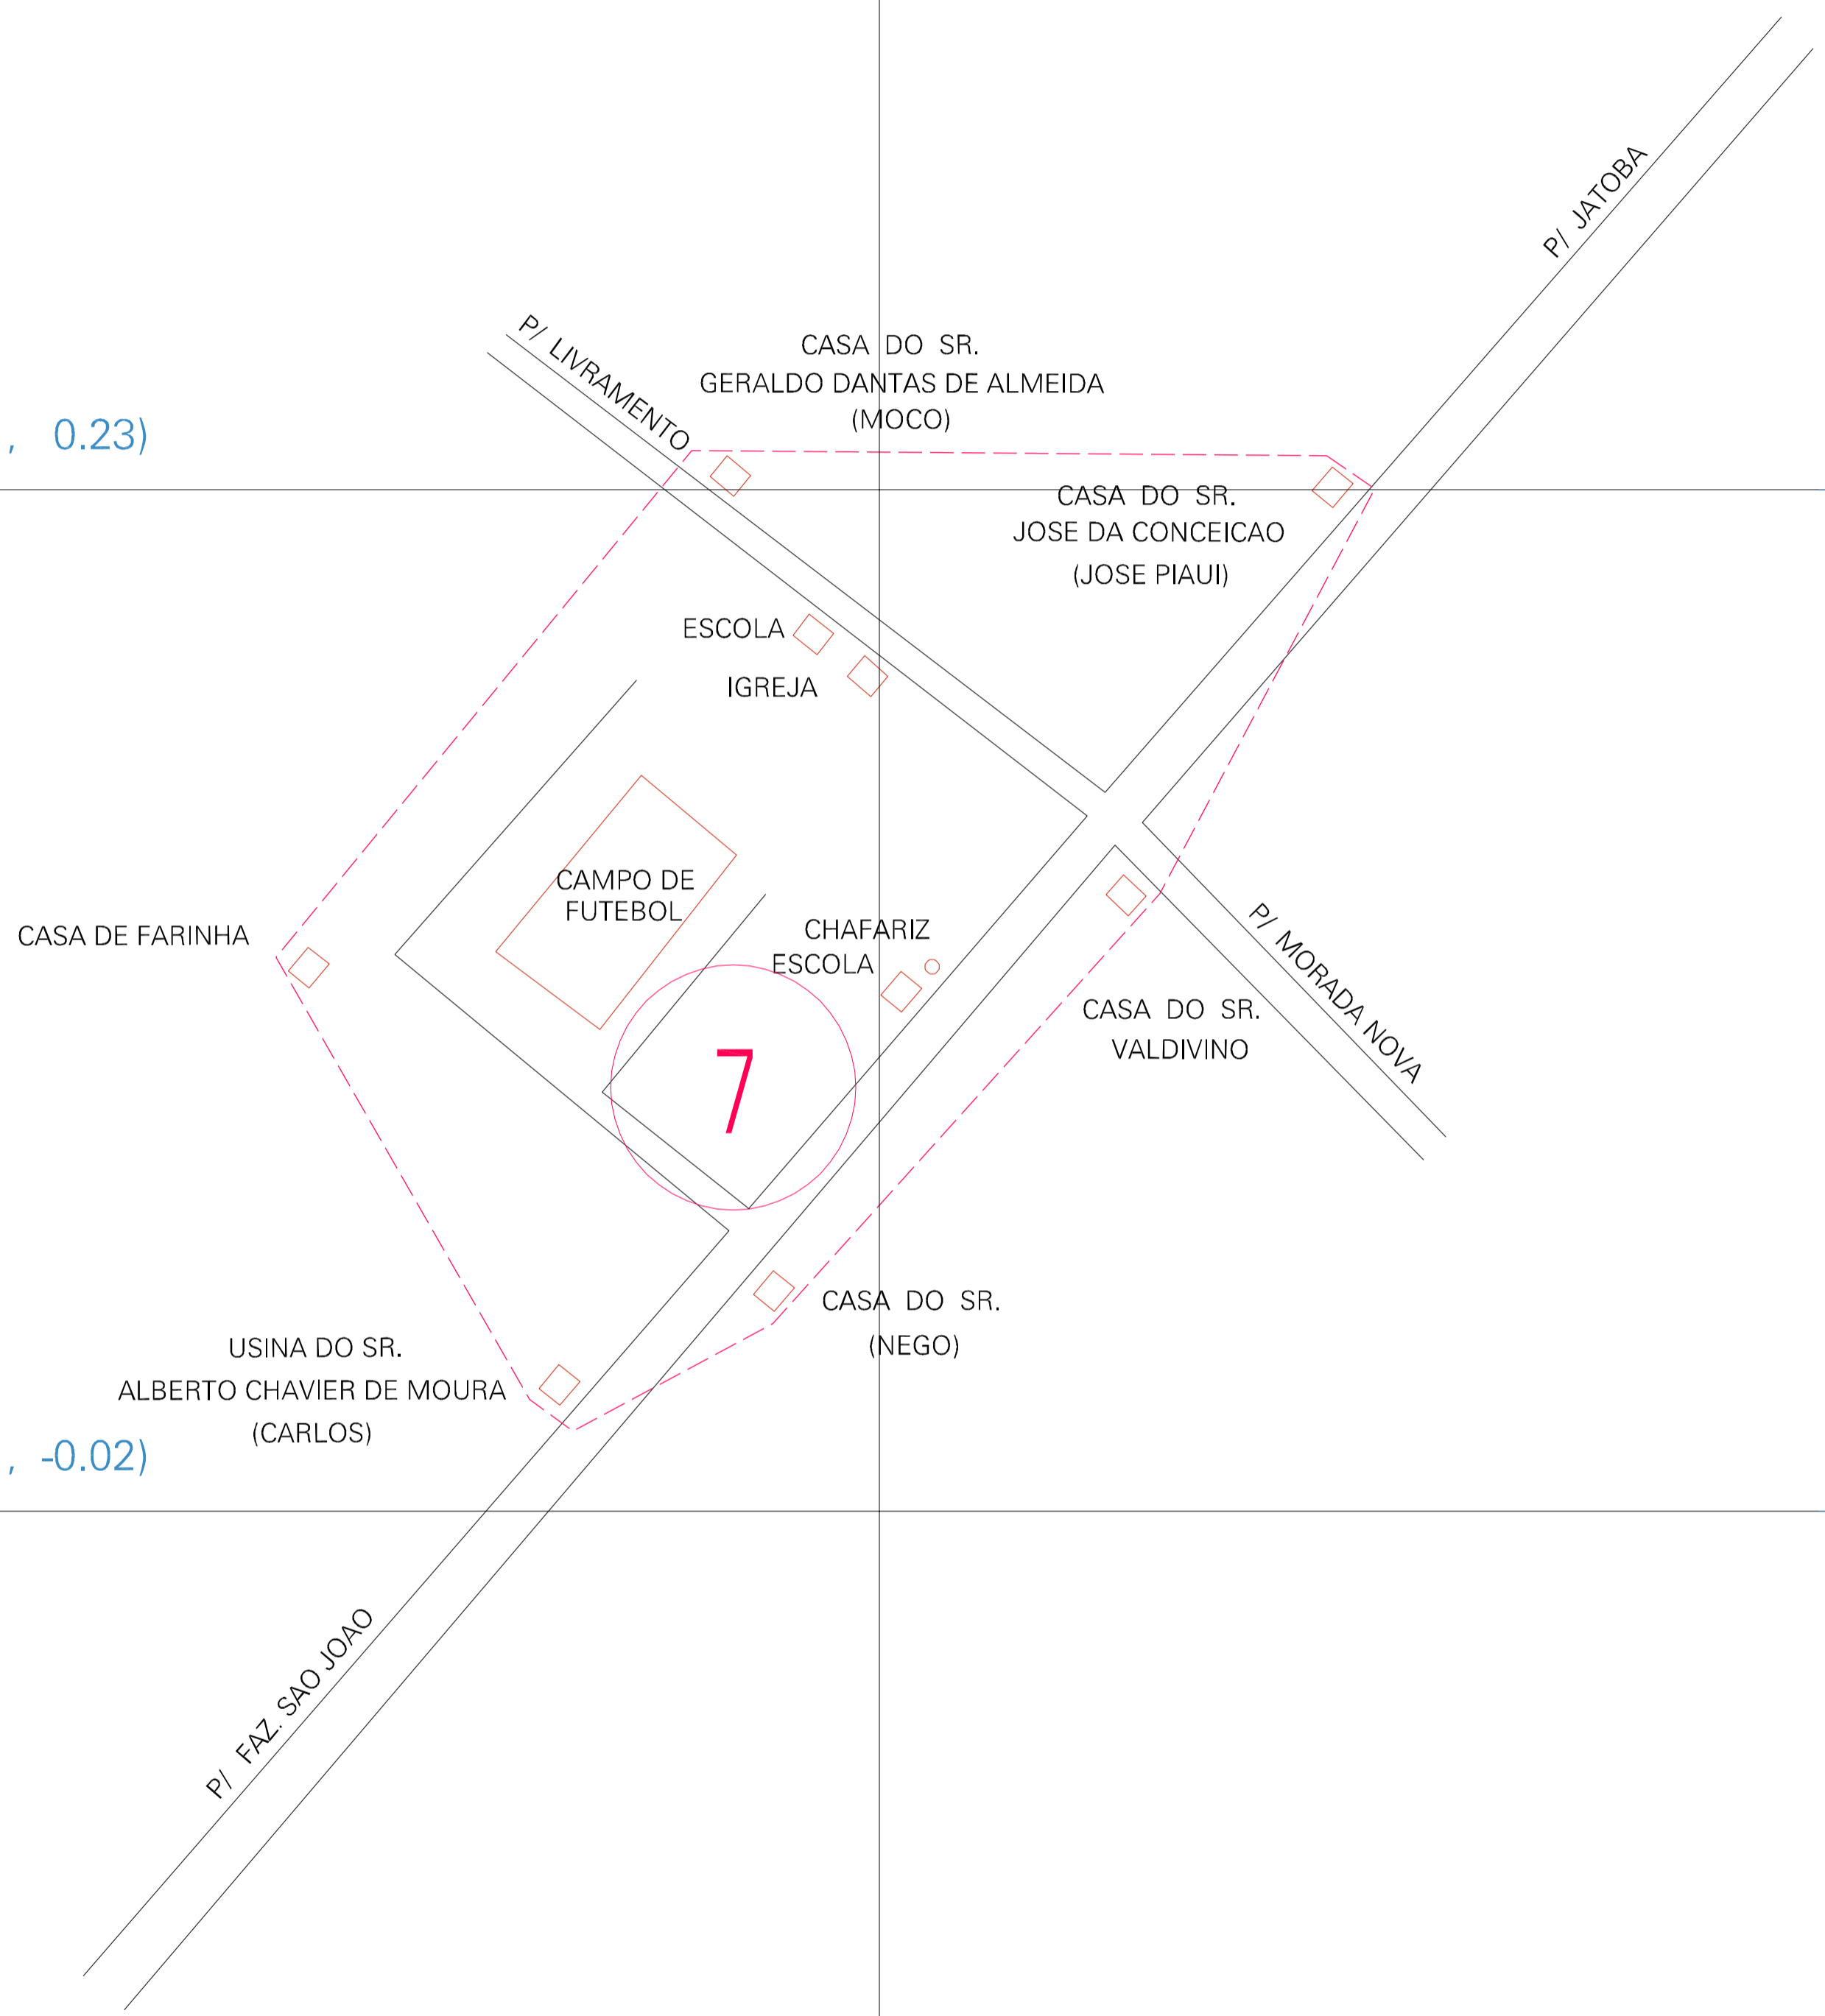 P/ JATOBA
P/ LIVRAMENTO
CASA DO SR.
GERALDO DANTAS DE ALMEIDA
(MOCO)
, 0.23)
CASA DO SR.
JOSE DA CONCEICAO
(JOSE PIAUI)
ESCOLA
IGREJA
CAMPO DE
FUTEBOL
CASA DE FARINHA
CHAFARIZ
ESCOLA
P/ MORADA NOVA
CASA DO SR.
VALDIVINO
7
CASA DO SR.
(NEGO)
USINA DO SR.
ALBERTO CHAVIER DE MOURA
(CARLOS)
, -0.02)
P/ FAZ. SAO JOAO